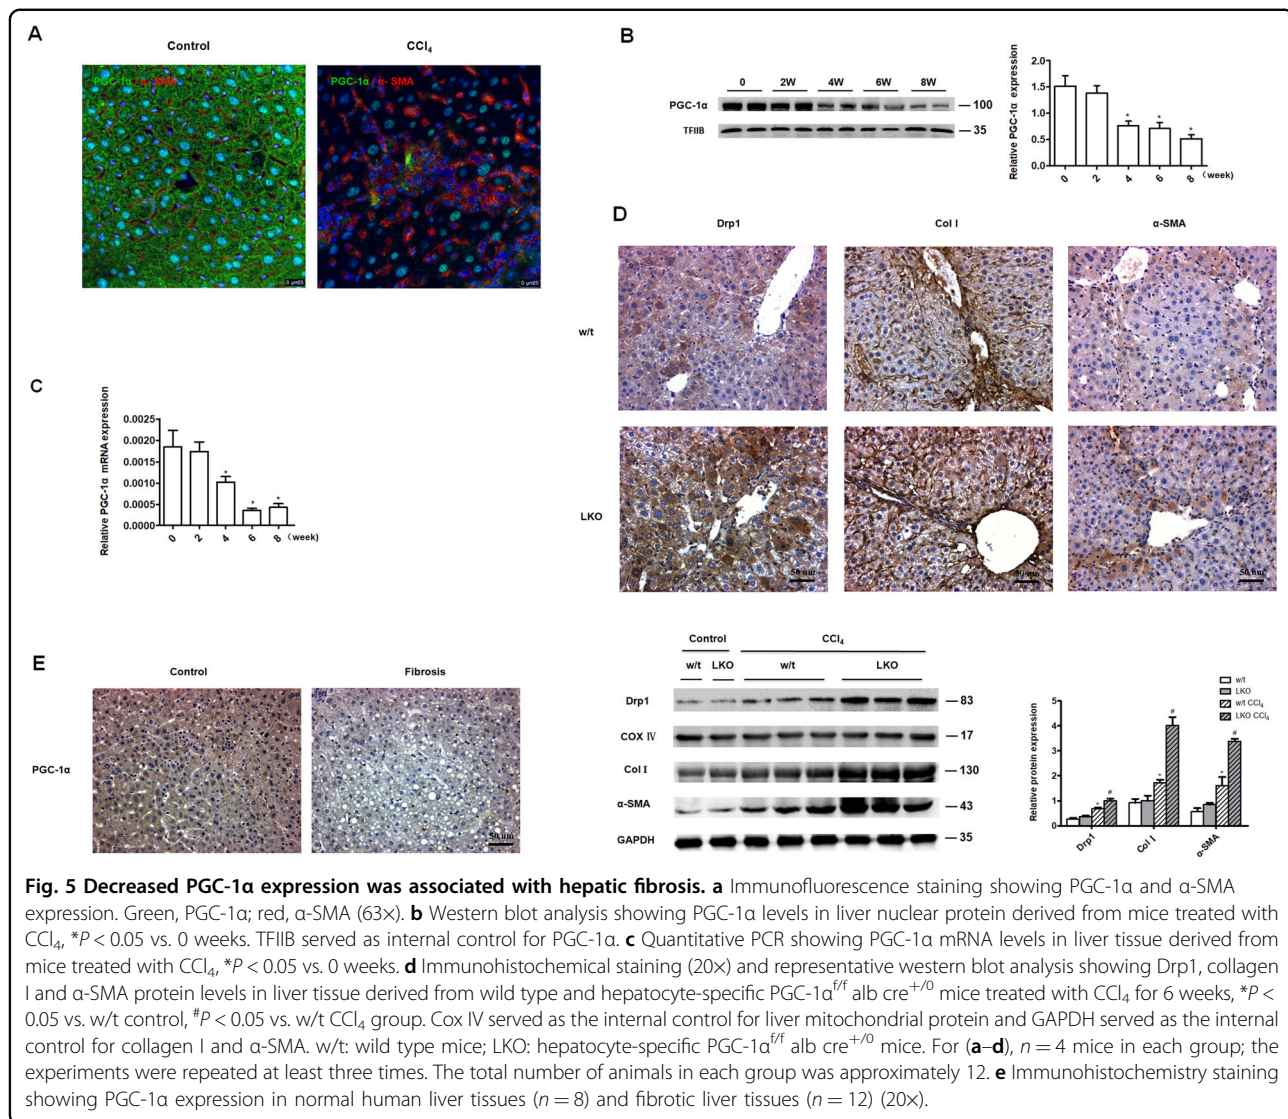 A
Control
CCl4
PGC-1α / α- SMA
PGC-1α / α- SMA
0 µm25
0 µm25
B
0 2W 4W 6W 8W
PGC-1α
100
TFIIB
35
Relative PGC-1α expression
2.0
1.5
1.0
0.5
0.0
* * *
0 2 4 6 8 (week)
C
Relative PGC-1α mRNA expression
0.0025
0.0020
0.0015
0.0010
0.0005
0.0000
* * *
0 2 4 6 8 (week)
D
Drp1 Col I α-SMA
w/t
LKO
50 um
50 um
50 um
Control CCl4
w/t LKO w/t LKO
Drp1 83
COX IV 17
Col I 130
α-SMA 43
GAPDH 35
w/t
LKO
w/t CCl4
LKO CCl4
Relative protein expression
5
4
3
2
1
0
* # * # * #
Drp1 Col I α-SMA
E
Control Fibrosis
PGC-1α
50 um
Fig. 5 Decreased PGC-1α expression was associated with hepatic fibrosis. a Immunofluorescence staining showing PGC-1α and α-SMA
expression. Green, PGC-1α; red, α-SMA (63×). b Western blot analysis showing PGC-1α levels in liver nuclear protein derived from mice treated with
CCl4, *P < 0.05 vs. 0 weeks. TFIIB served as internal control for PGC-1α. c Quantitative PCR showing PGC-1α mRNA levels in liver tissue derived from
mice treated with CCl4, *P < 0.05 vs. 0 weeks. d Immunohistochemical staining (20×) and representative western blot analysis showing Drp1, collagen
I and α-SMA protein levels in liver tissue derived from wild type and hepatocyte-specific PGC-1αf/f alb cre+/0 mice treated with CCl4 for 6 weeks, *P <
0.05 vs. w/t control, #P < 0.05 vs. w/t CCl4 group. Cox IV served as the internal control for liver mitochondrial protein and GAPDH served as the internal
control for collagen I and α-SMA. w/t: wild type mice; LKO: hepatocyte-specific PGC-1αf/f alb cre+/0 mice. For (a–d), n = 4 mice in each group; the
experiments were repeated at least three times. The total number of animals in each group was approximately 12. e Immunohistochemistry staining
showing PGC-1α expression in normal human liver tissues (n = 8) and fibrotic liver tissues (n = 12) (20×).